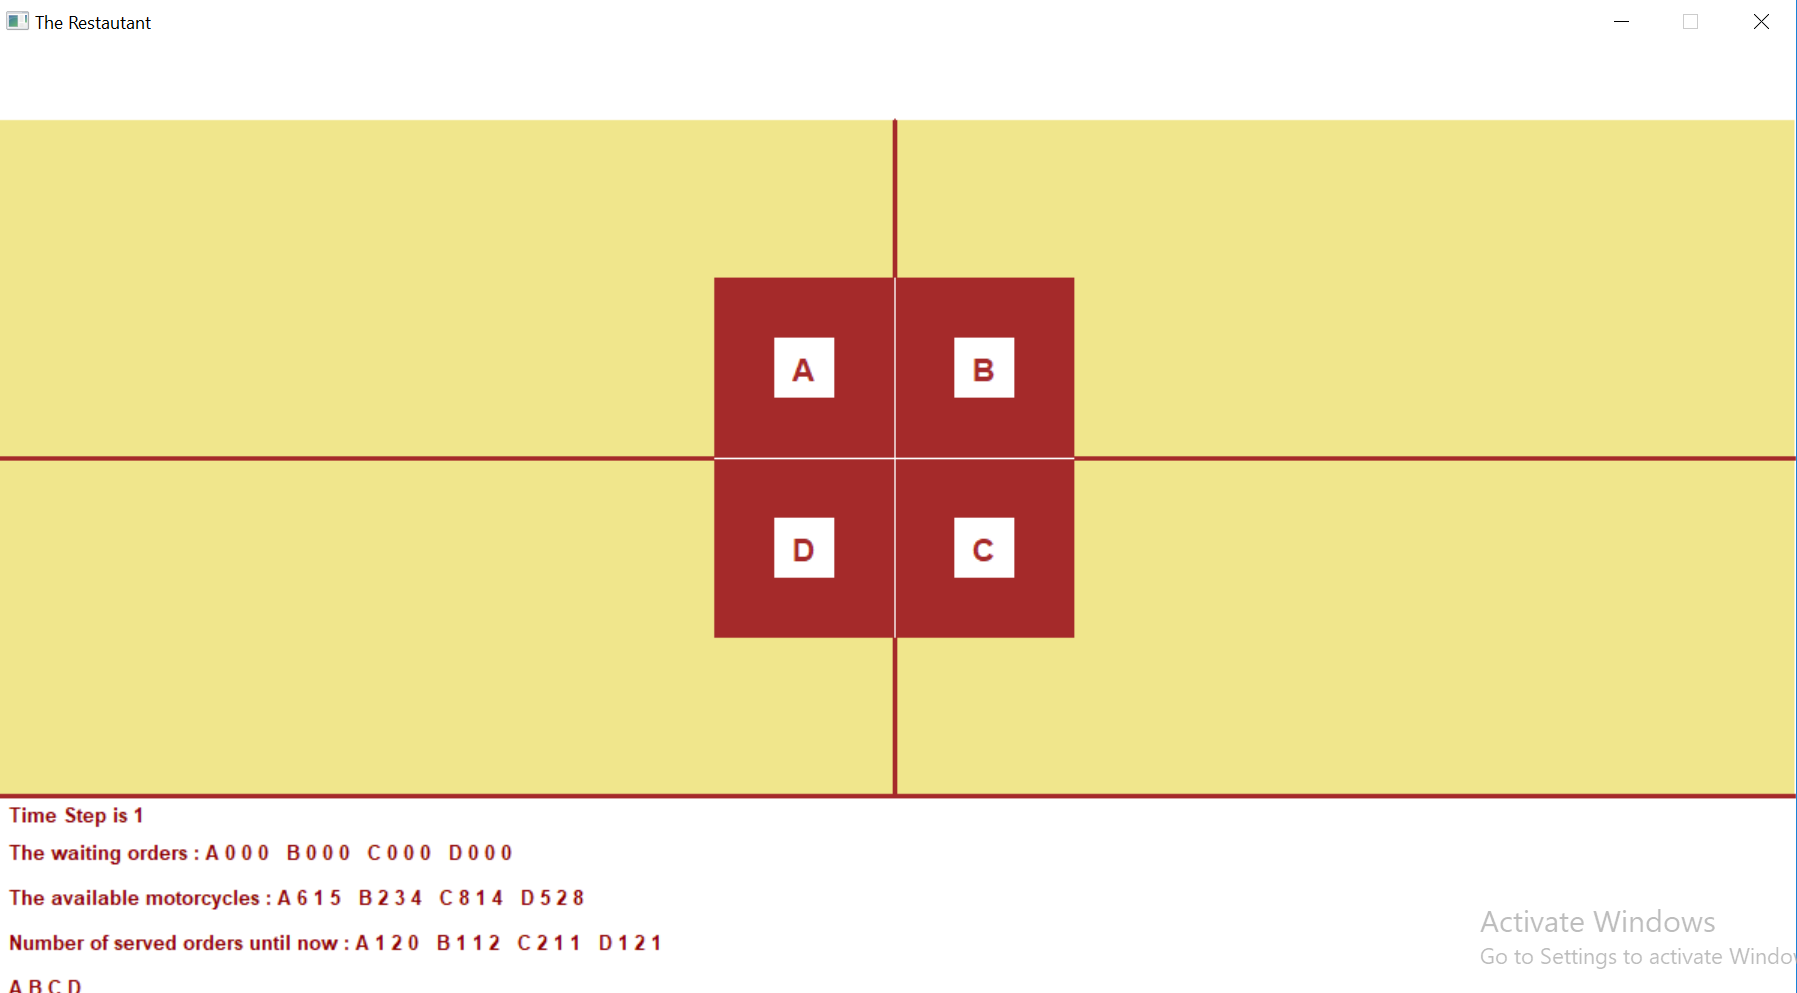 The Restautant
A
B
D
C
Time Step is 1
The waiting orders : A 0 0 0 B 0 0 0 C 0 0 0 D 0 0 0
The available motorcycles : A 6 1 5 B 2 3 4 C 8 1 4 D 5 2 8
Number of served orders until now : A 1 2 0 B 1 1 2 C 2 1 1 D 1 2 1
A B C D
Activate Windows
Go to Settings to activate Windo